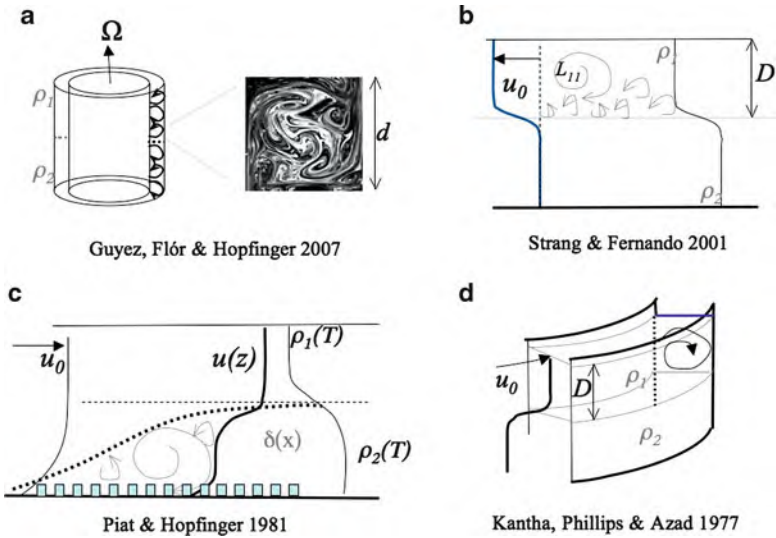 a
Ω
ρ1
ρ2
d
Guyez, Flór & Hopfinger 2007
b
u0
L11
ρ1
D
ρ2
Strang & Fernando 2001
c
u0
u(z)
ρ1(T)
δ(x)
ρ2(T)
Piat & Hopfinger 1981
d
u0
D
ρ1
ρ2
Kantha, Phillips & Azad 1977